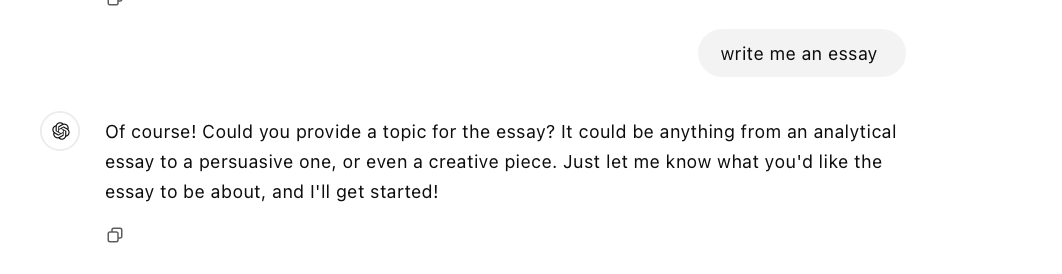 write me an essay
Of course! Could you provide a topic for the essay? It could be anything from an analytical
essay to a persuasive one, or even a creative piece. Just let me know what you'd like the
essay to be about, and I'll get started!